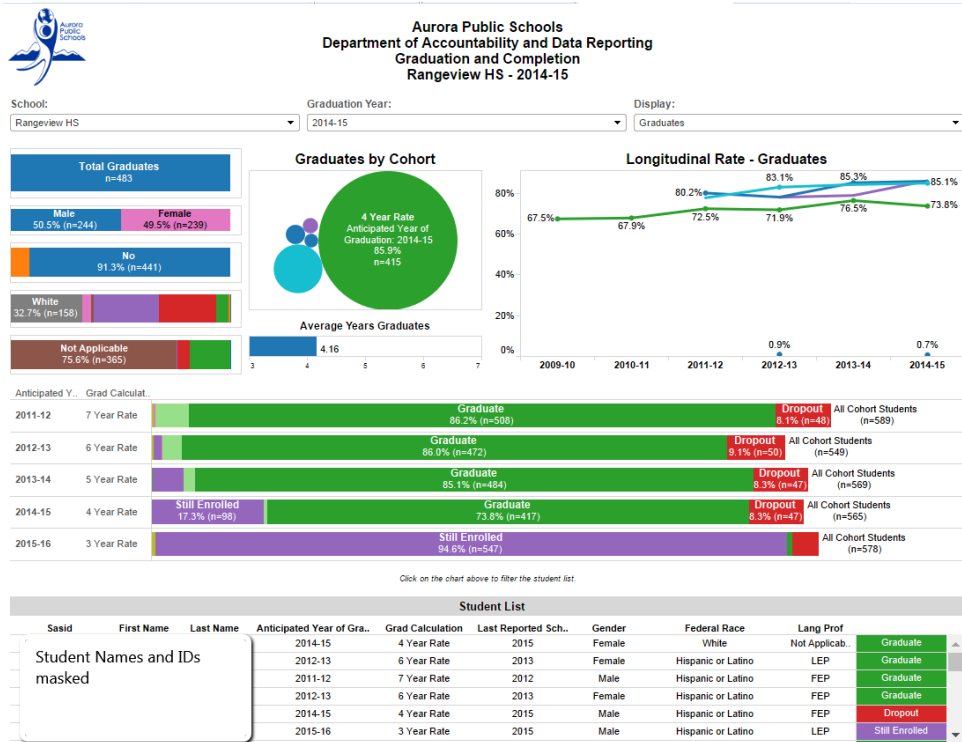 Aurora
Public
Schools
Aurora Public Schools
Department of Accountability and Data Reporting
Graduation and Completion
Rangeview HS - 2014-15
School:
Graduation Year:
Display:
Rangeview HS
2014-15
Graduates
Total Graduates
n=483
Male
50.5% (n=244)
Female
49.5% (n=239)
No
91.3% (n=441)
White
32.7% (n=158)
Not Applicable
75.6% (n=365)
Graduates by Cohort
4 Year Rate
Anticipated Year of
Graduation: 2014-15
85.9%
n=415
Average Years Graduates
4.16
3 4 5 6 7
Longitudinal Rate - Graduates
80%
60%
40%
20%
0%
67.5%
67.9%
80.2%
72.5%
83.1%
71.9%
85.3%
76.5%
85.1%
73.8%
0.9%
0.7%
2009-10 2010-11 2011-12 2012-13 2013-14 2014-15
Anticipated Y.. Grad Calculat..
2011-12 7 Year Rate
Graduate
86.2% (n=508)
Dropout
8.1% (n=48)
All Cohort Students
(n=589)
2012-13 6 Year Rate
Graduate
86.0% (n=472)
Dropout
9.1% (n=50)
All Cohort Students
(n=549)
2013-14 5 Year Rate
Graduate
85.1% (n=484)
Dropout
8.3% (n=47)
All Cohort Students
(n=569)
2014-15 4 Year Rate
Still Enrolled
17.3% (n=98)
Graduate
73.8% (n=417)
Dropout
8.3% (n=47)
All Cohort Students
(n=565)
2015-16 3 Year Rate
Still Enrolled
94.6% (n=547)
All Cohort Students
(n=578)
Click on the chart above to filter the student list.
Student List
Sasid First Name Last Name Anticipated Year of Gra.. Grad Calculation Last Reported Sch.. Gender Federal Race Lang Prof
Student Names and IDs
masked
2014-15 4 Year Rate 2015 Female White Not Applicab.. Graduate
2012-13 6 Year Rate 2013 Female Hispanic or Latino LEP Graduate
2011-12 7 Year Rate 2012 Male Hispanic or Latino FEP Graduate
2012-13 6 Year Rate 2013 Female Hispanic or Latino FEP Graduate
2014-15 4 Year Rate 2015 Male Hispanic or Latino FEP Dropout
2015-16 3 Year Rate 2015 Male Hispanic or Latino LEP Still Enrolled